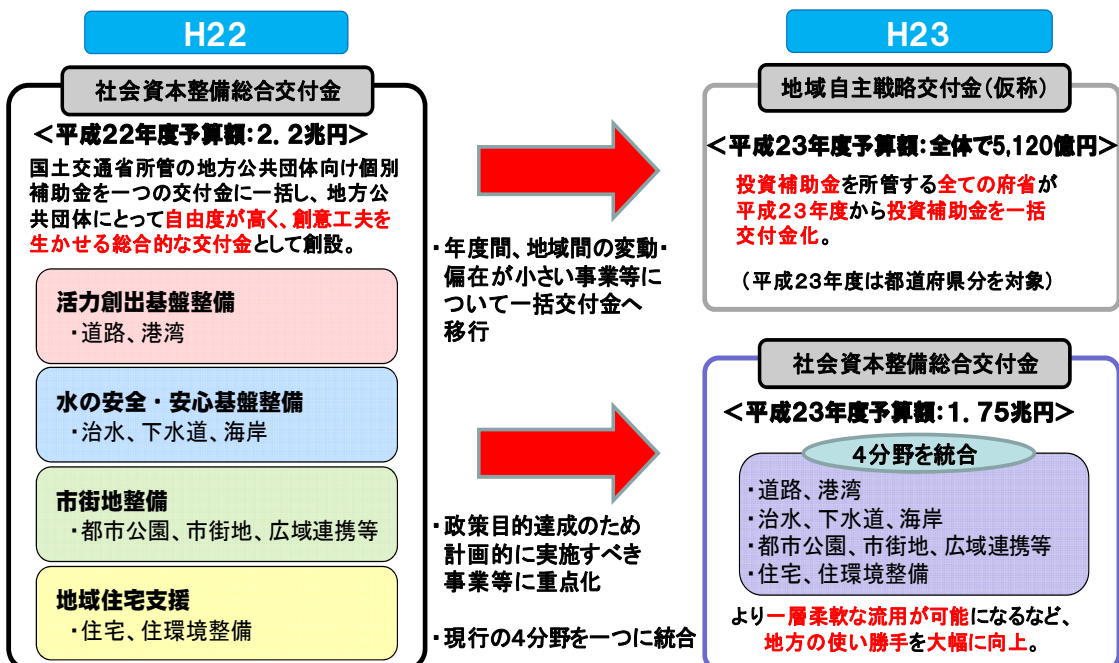 H22
社会資本整備総合交付金
＜平成22年度予算額：2．2兆円＞
国土交通省所管の地方公共団体向け個別
補助金を一つの交付金に一括し、地方公
共団体にとって自由度が高く、創意工夫を
生かせる総合的な交付金として創設。
活力創出基盤整備
・道路、港湾
水の安全・安心基盤整備
・治水、下水道、海岸
市街地整備
・都市公園、市街地、広域連携等
地域住宅支援
・住宅、住環境整備
・年度間、地域間の変動・
偏在が小さい事業等に
ついて一括交付金へ
移行
・政策目的達成のため
計画的に実施すべき
事業等に重点化
・現行の4分野を一つに統合
H23
地域自主戦略交付金（仮称）
＜平成23年度予算額：全体で5,120億円＞
投資補助金を所管する全ての府省が
平成23年度から投資補助金を一括
交付金化。
（平成23年度は都道府県分を対象）
社会資本整備総合交付金
＜平成23年度予算額：1．75兆円＞
4分野を統合
・道路、港湾
・治水、下水道、海岸
・都市公園、市街地、広域連携等
・住宅、住環境整備
より一層柔軟な流用が可能になるなど、
地方の使い勝手を大幅に向上。